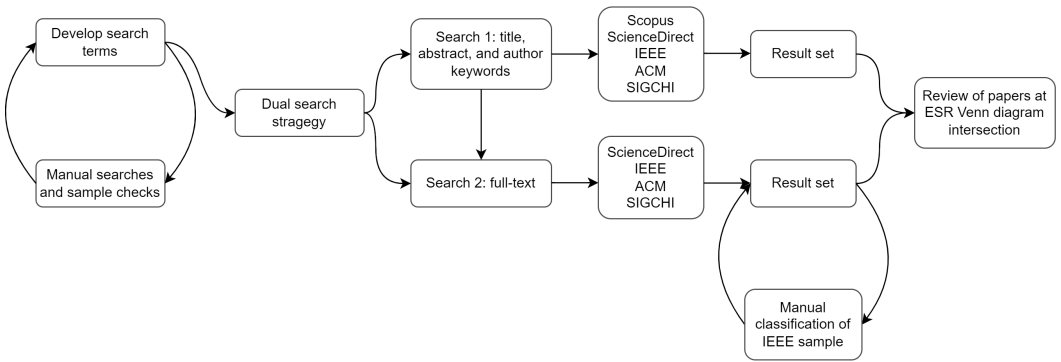 Develop search
terms
Manual searches
and sample checks
Dual search
stragegy
Search 1: title,
abstract, and author
keywords
Search 2: full-text
Scopus
ScienceDirect
IEEE
ACM
SIGCHI
ScienceDirect
IEEE
ACM
SIGCHI
Result set
Result set
Manual
classification of
IEEE sample
Review of papers at
ESR Venn diagram
intersection